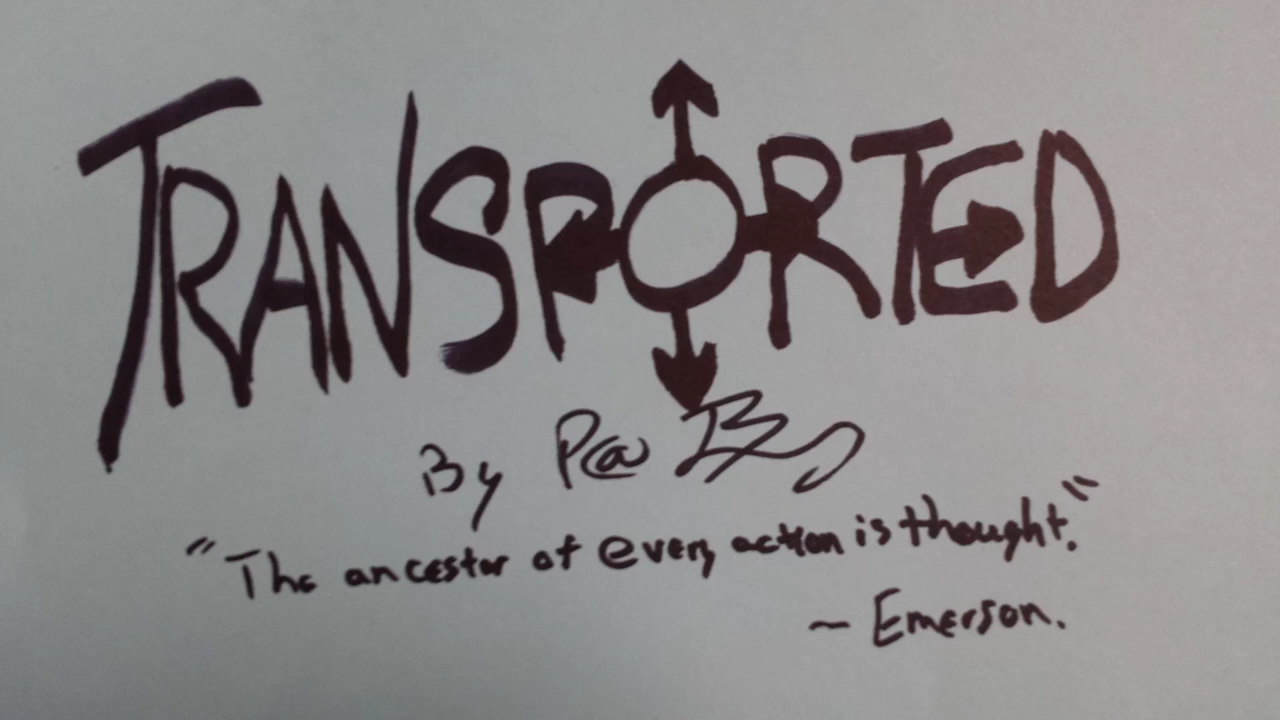 TRANSPORTED
By
"The ancestor of every action is thought."
~ Emerson.